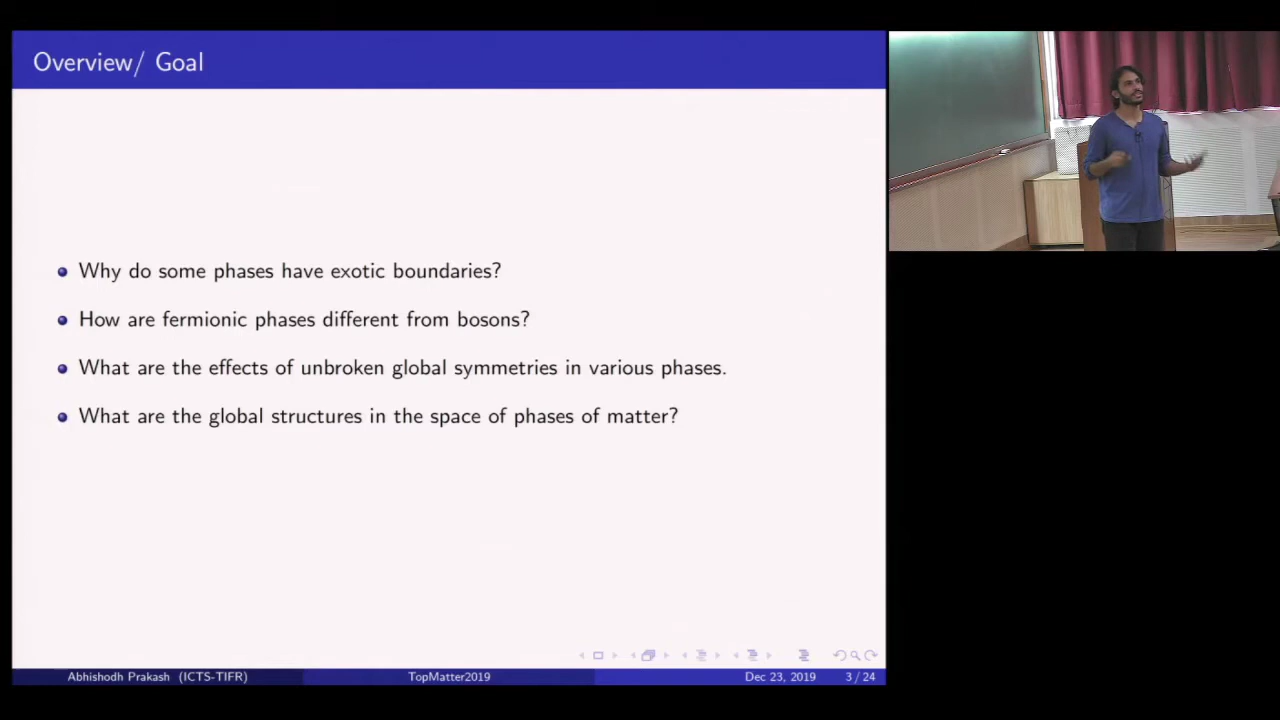 Overview/ Goal
Why do some phases have exotic boundaries?
How are fermionic phases different from bosons?
What are the effects of unbroken global symmetries in various phases.
What are the global structures in the space of phases of matter?
Abhishodh Prakash (ICTS-TIFR) TopMatter2019 Dec 23, 2019 3 / 24